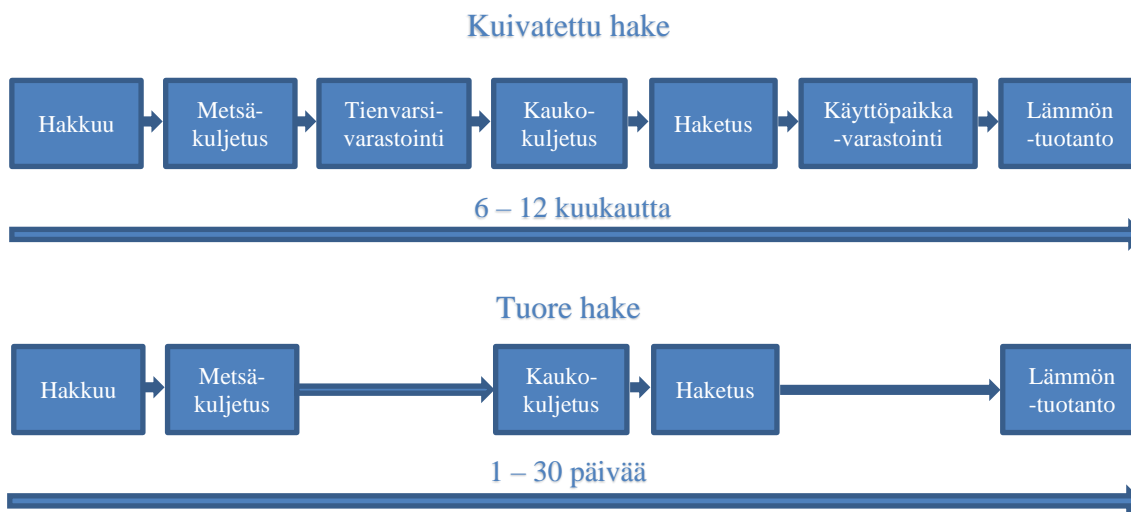 Kuivatettu hake
Hakkuu
Metsä-
kuljetus
Tienvarsi-
varastointi
Kauko-
kuljetus
Haketus
Käyttöpaikka
-varastointi
Lämmön
-tuotanto
6 – 12 kuukautta
Tuore hake
Hakkuu
Metsä-
kuljetus
Kauko-
kuljetus
Haketus
Lämmön
-tuotanto
1 – 30 päivää